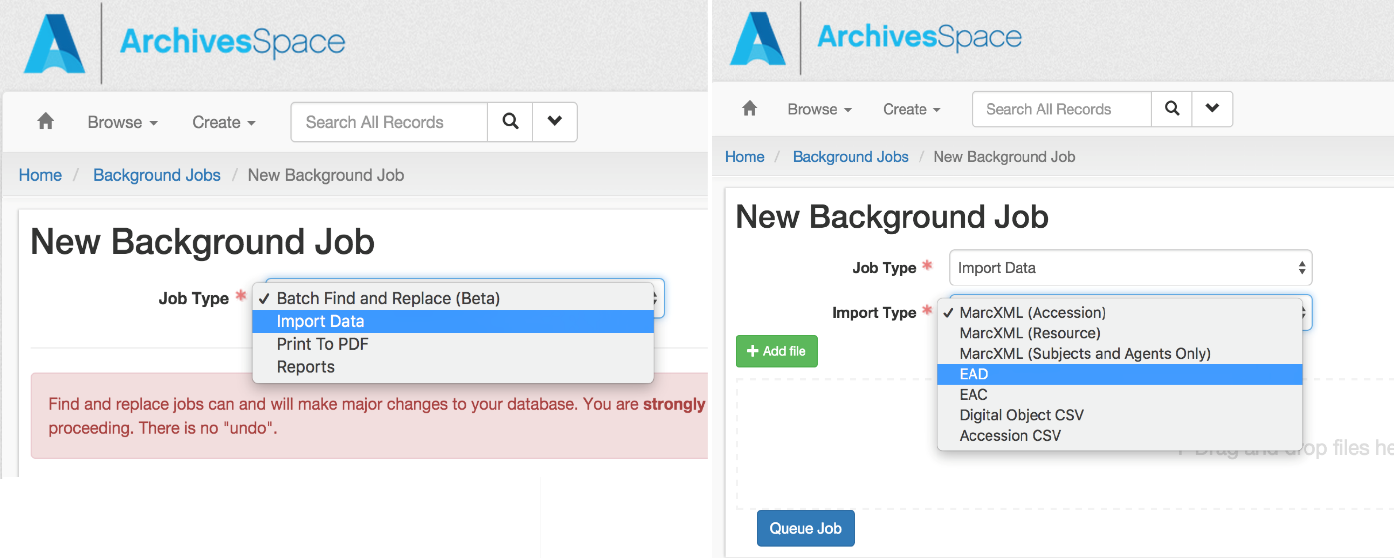 ArchivesSpace
Browse Create Search All Records
Home / Background Jobs / New Background Job
New Background Job
Job Type * ✓ Batch Find and Replace (Beta)
Import Data
Print To PDF
Reports
Find and replace jobs can and will make major changes to your database. You are strongly
proceeding. There is no "undo".
ArchivesSpace
Browse Create Search All Records
Home / Background Jobs / New Background Job
New Background Job
Job Type * Import Data
Import Type * ✓ MarcXML (Accession)
MarcXML (Resource)
MarcXML (Subjects and Agents Only)
+ Add file
EAD
EAC
Digital Object CSV
Accession CSV
Drag and drop files
Queue Job